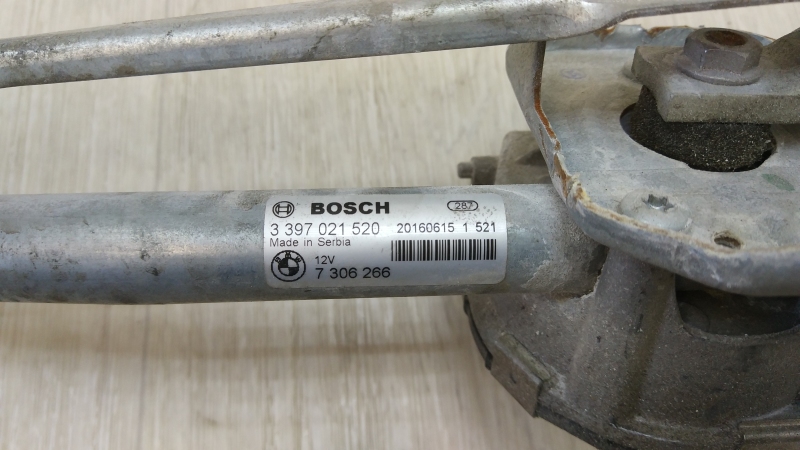 BOSCH 287
3 397 021 520 20160615 1 521
Made in Serbia
12V
7 306 266